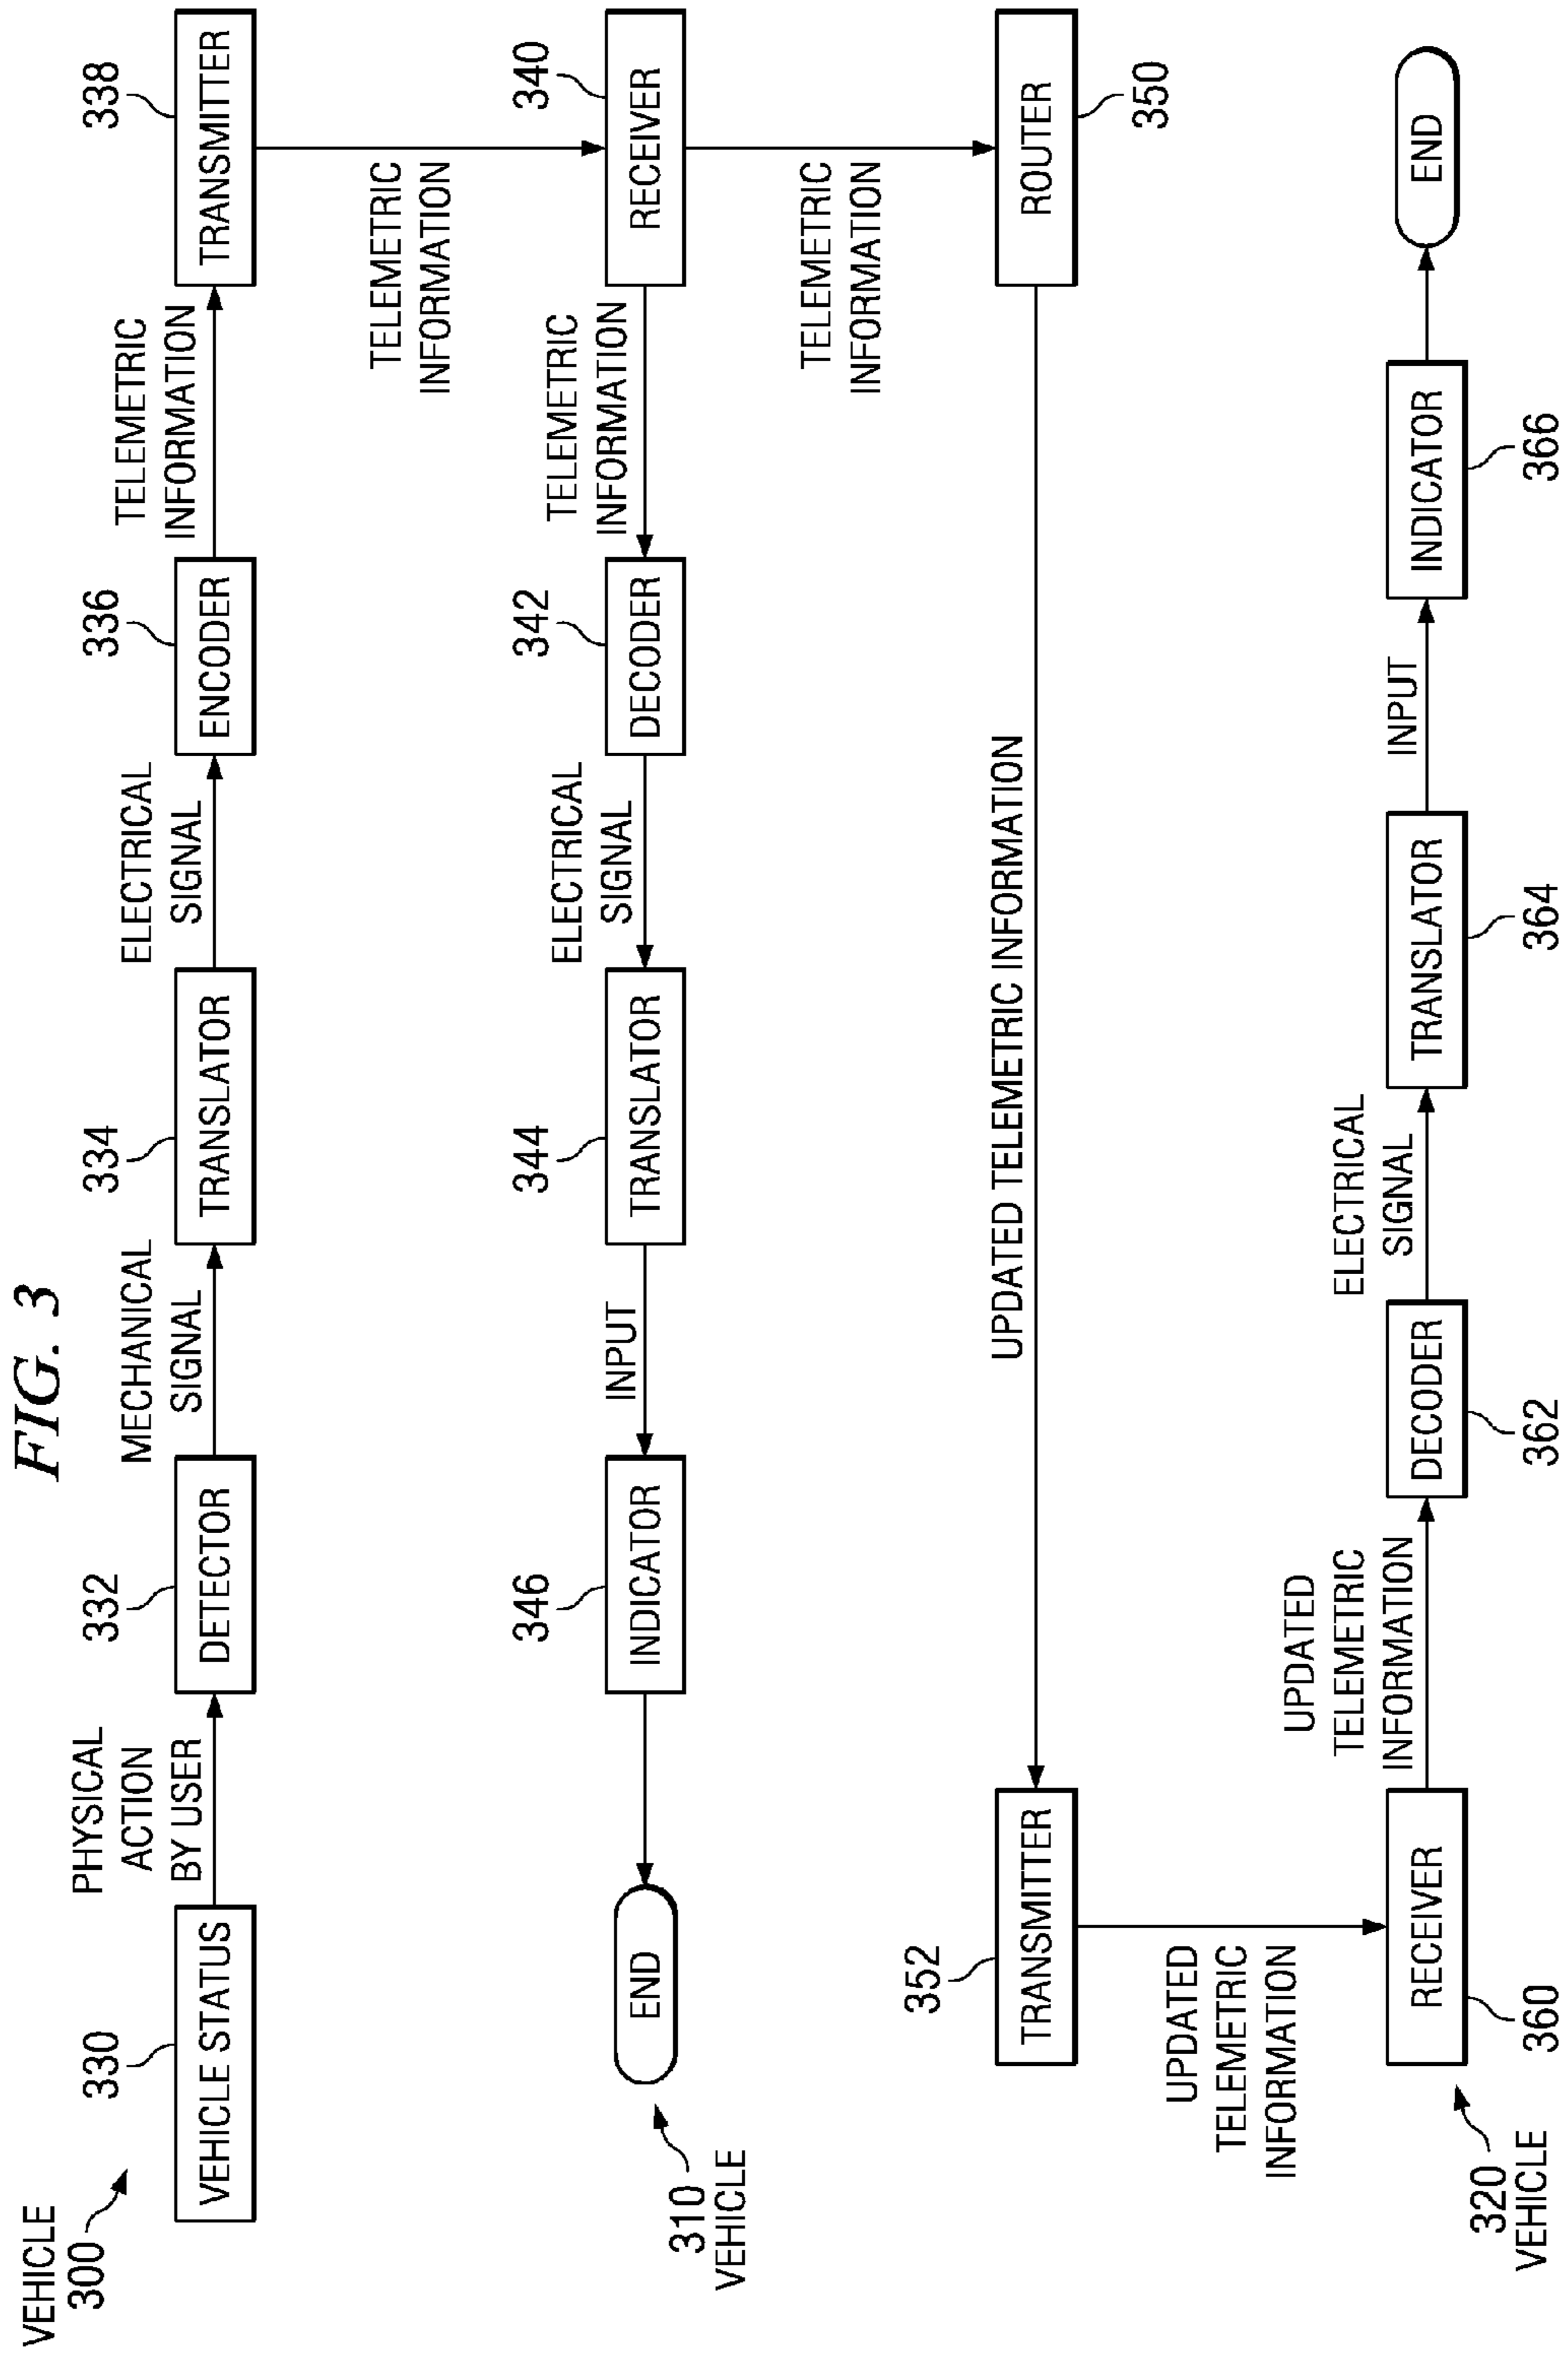 FIG. 3
VEHICLE
300
330
VEHICLE STATUS
PHYSICAL
ACTION
BY USER
332
DETECTOR
MECHANICAL
SIGNAL
334
TRANSLATOR
ELECTRICAL
SIGNAL
336
ENCODER
TELEMETRIC
INFORMATION
338
TRANSMITTER
TELEMETRIC
INFORMATION
340
RECEIVER
TELEMETRIC
INFORMATION
342
DECODER
ELECTRICAL
SIGNAL
344
TRANSLATOR
INPUT
346
INDICATOR
END
310
VEHICLE
TELEMETRIC
INFORMATION
ROUTER
350
UPDATED TELEMETRIC INFORMATION
352
TRANSMITTER
UPDATED
TELEMETRIC
INFORMATION
RECEIVER
360
320
VEHICLE
UPDATED
TELEMETRIC
INFORMATION
DECODER
362
ELECTRICAL
SIGNAL
TRANSLATOR
364
INPUT
INDICATOR
366
END